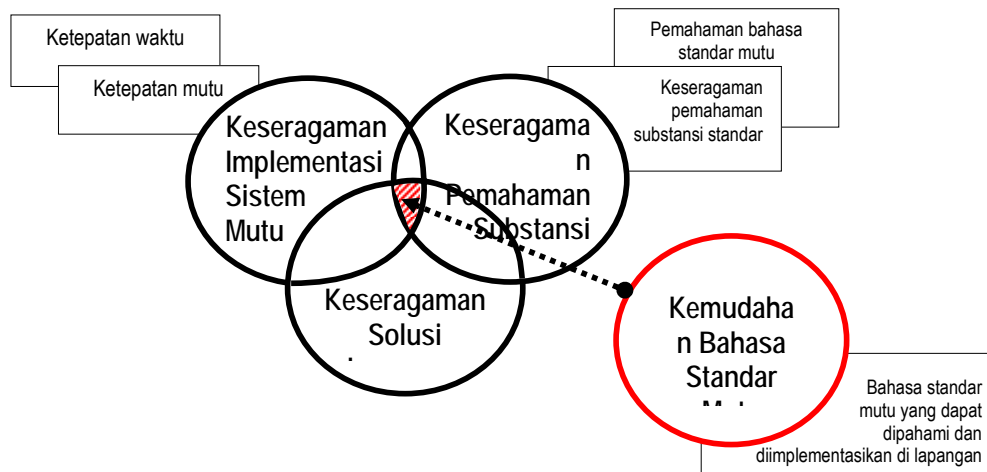 Ketepatan waktu
Ketepatan mutu
Pemahaman bahasa
standar mutu
Keseragaman
pemahaman
substansi standar
Keseragaman
Implementasi
Sistem
Mutu
Keseragama
n
Pemahaman
Substansi
Keseragaman
Solusi
Kemudaha
n Bahasa
Standar
Bahasa standar
mutu yang dapat
dipahami dan
diimplementasikan di lapangan